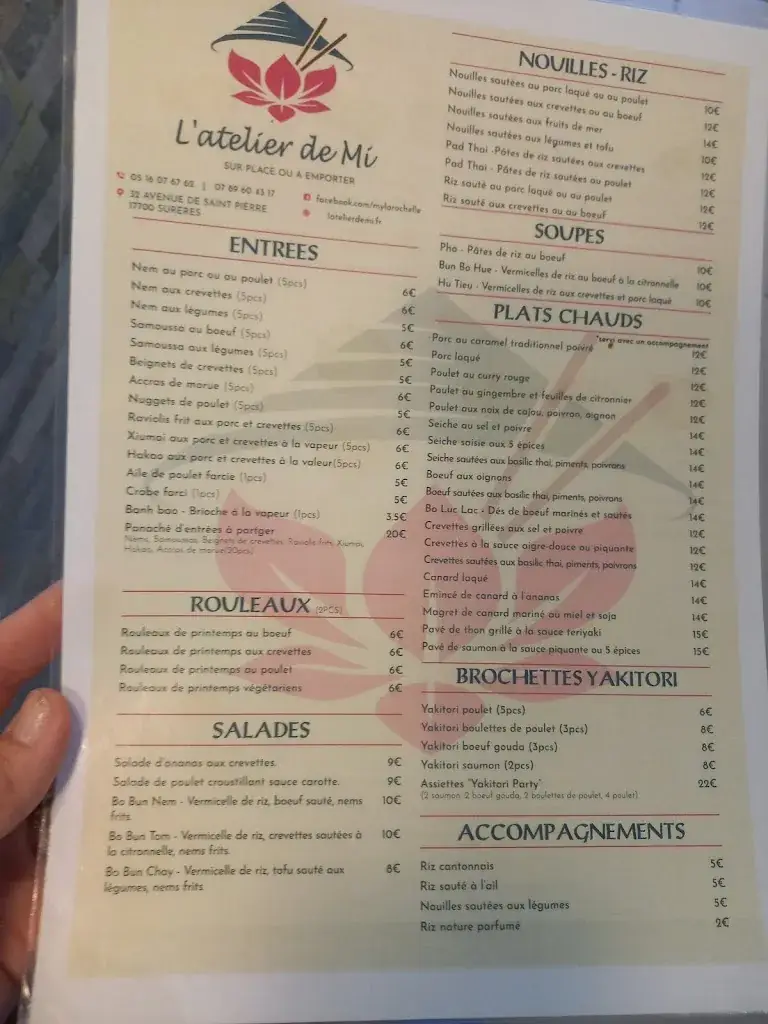 L'atelier de Mi
SUR PLACE OU A EMPORTER
05 16 07 67 62 | 07 69 60 43 17
32 AVENUE DE SAINT PIERRE
17700 SURERES
facebook.com/mylarochelle
latelierdemi.fr
ENTREES
Nem au porc ou au poulet (5pcs) 6€
Nem aux crevettes (5pcs) 6€
Nem aux légumes (5pcs) 5€
Samoussa au boeuf (5pcs) 6€
Samoussa aux légumes (5pcs) 5€
Beignets de crevettes (5pcs) 5€
Accras de morue (5pcs) 6€
Nuggets de poulet (5pcs) 5€
Raviolis frit aux porc et crevettes (5pcs) 6€
Xiumai aux porc et crevettes à la vapeur (5pcs) 6€
Hakao aux porc et crevettes à la valeur(5pcs) 6€
Aile de poulet farcie (1pcs) 5€
Crabe farci (1pcs) 5€
Banh bao - Brioche à la vapeur (1pcs) 3.5€
Panaché d'entrées à partger 20€
Nems, Samoussas, Beignets de crevettes, Raviolis frits, Xiumai,
Hakao, Accras de morue(20pcs)
ROULEAUX (2PCS)
Rouleaux de printemps au boeuf 6€
Rouleaux de printemps aux crevettes 6€
Rouleaux de printemps au poulet 6€
Rouleaux de printemps végétariens 6€
SALADES
Salade d'ananas aux crevettes. 9€
Salade de poulet croustillant sauce carotte. 9€
Bo Bun Nem - Vermicelle de riz, boeuf sauté, nems 10€
frits.
Bo Bun Tom - Vermicelle de riz, crevettes sautées à 10€
la citronnelle, nems frits.
Bo Bun Chay - Vermicelle de riz, tofu sauté aux 8€
légumes, nems frits
NOUILLES - RIZ
Nouilles sautées au porc laqué ou au poulet 10€
Nouilles sautées aux crevettes ou au boeuf 12€
Nouilles sautées aux fruits de mer 14€
Nouilles sautées aux légumes et tofu 10€
Pad Thai -Pâtes de riz sautées aux crevettes 12€
Pad Thai - Pâtes de riz sautées au poulet 12€
Riz sauté au porc laqué ou au poulet 12€
Riz sauté aux crevettes ou au boeuf 12€
SOUPES
Pho - Pâtes de riz au boeuf 10€
Bun Bo Hue - Vermicelles de riz au boeuf à la citronnelle 10€
Hu Tieu - Vermicelles de riz aux crevettes et porc laqué 10€
PLATS CHAUDS
*servi avec un accompagnement
Porc au caramel traditionnel poivré 12€
Porc laqué 12€
Poulet au curry rouge 12€
Poulet au gingembre et feuilles de citronnier 12€
Poulet aux noix de cajou, poivron, oignon 12€
Seiche au sel et poivre 14€
Seiche saisie aux 5 épices 14€
Seiche sautées aux basilic thai, piments, poivrons 14€
Boeuf aux oignons 14€
Boeuf sautées aux basilic thai, piments, poivrons 14€
Bo Luc Lac - Dés de boeuf marinés et sautés 14€
Crevettes grillées aux sel et poivre 12€
Crevettes à la sauce aigre-douce ou piquante 12€
Crevettes sautées aux basilic thai, piments, poivrons 12€
Canard laqué 14€
Emincé de canard à l'ananas 14€
Magret de canard mariné au miel et soja 14€
Pavé de thon grillé à la sauce teriyaki 15€
Pavé de saumon à la sauce piquante ou 5 épices 15€
BROCHETTES YAKITORI
Yakitori poulet (5pcs) 6€
Yakitori boulettes de poulet (3pcs) 8€
Yakitori boeuf gouda (3pcs) 8€
Yakitori saumon (2pcs) 8€
Assiettes "Yakitori Party" 22€
(2 saumon, 2 boeuf gouda, 2 boulettes de poulet, 4 poulet)
ACCOMPAGNEMENTS
Riz cantonnais 5€
Riz sauté à l'ail 5€
Nouilles sautées aux légumes 5€
Riz nature parfumé 2€